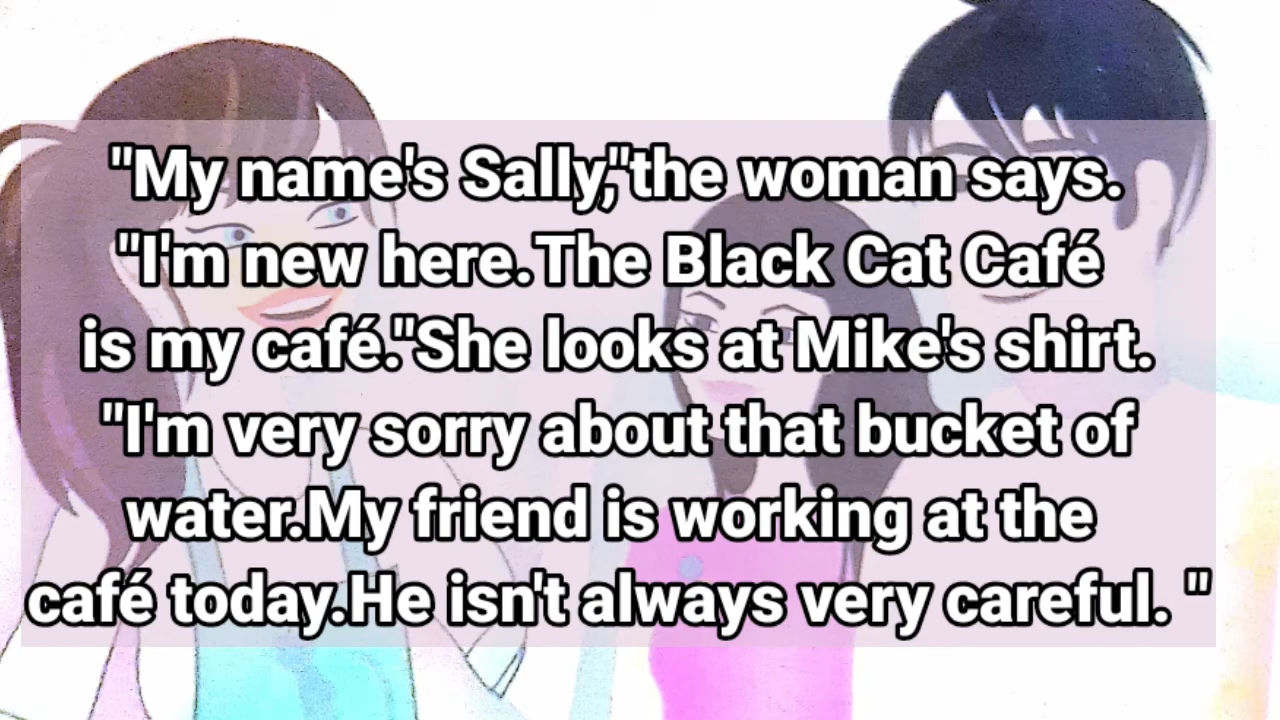 "My name's Sally,"the woman says.
"I'm new here.The Black Cat Café
is my café."She looks at Mike's shirt.
"I'm very sorry about that bucket of
water.My friend is working at the
café today.He isn't always very careful. "